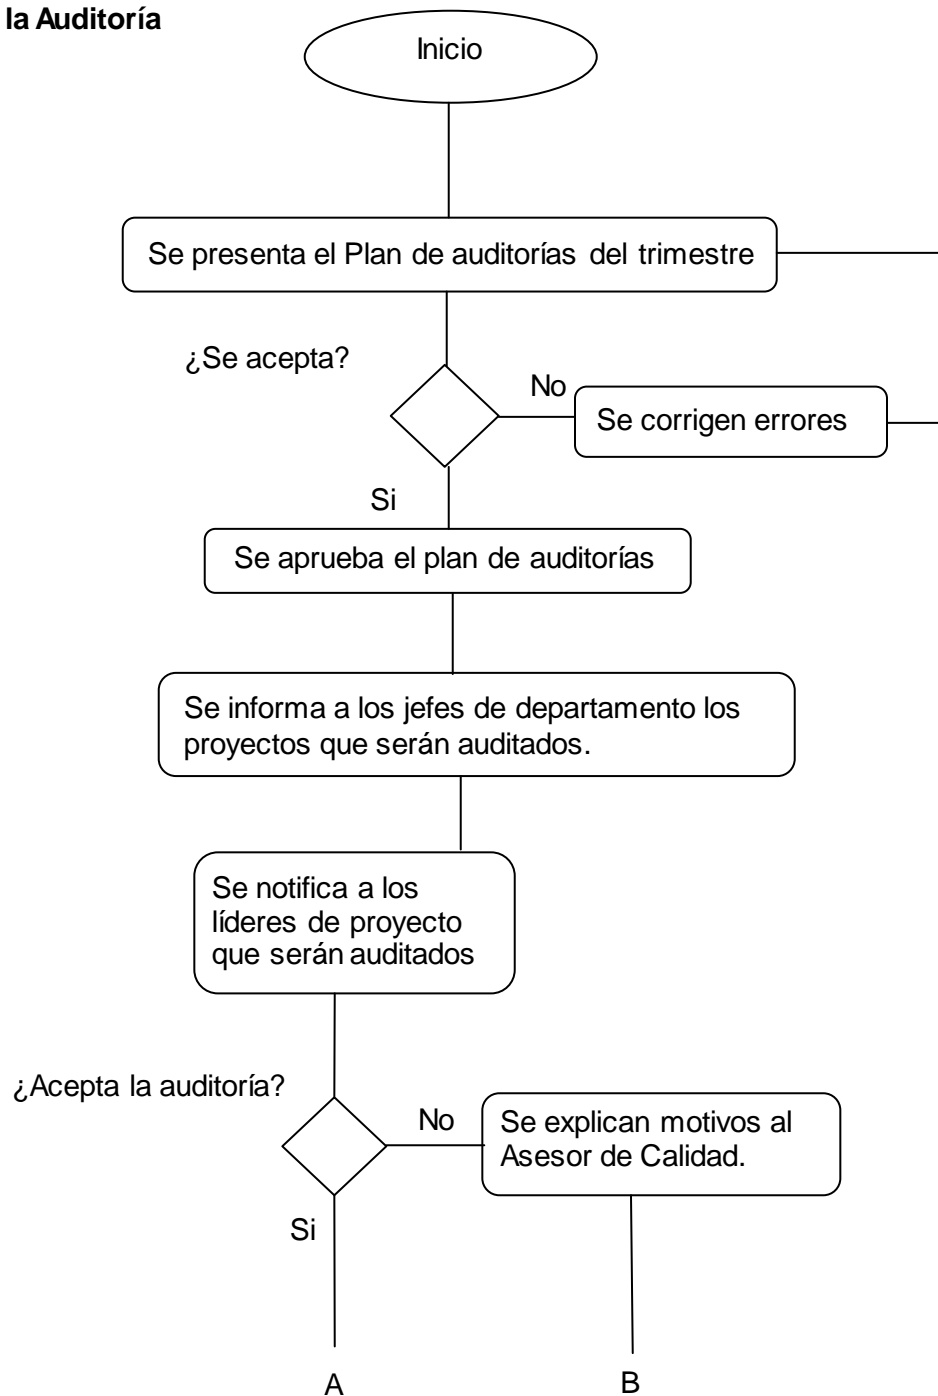 la Auditoría
Inicio
Se presenta el Plan de auditorías del trimestre
¿Se acepta?
No
Se corrigen errores
Si
Se aprueba el plan de auditorías
Se informa a los jefes de departamento los
proyectos que serán auditados.
Se notifica a los
líderes de proyecto
que serán auditados
¿Acepta la auditoría?
No
Se explican motivos al
Asesor de Calidad.
Si
A
B